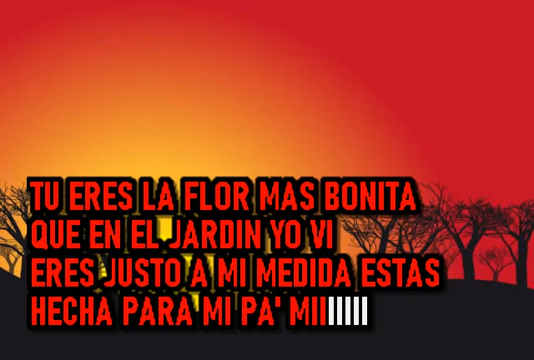 TU ERES LA FLOR MAS BONITA
QUE EN EL JARDIN YO VI
ERES JUSTO A MI MEDIDA ESTAS
HECHA PARA MI PA' MIIIIIII